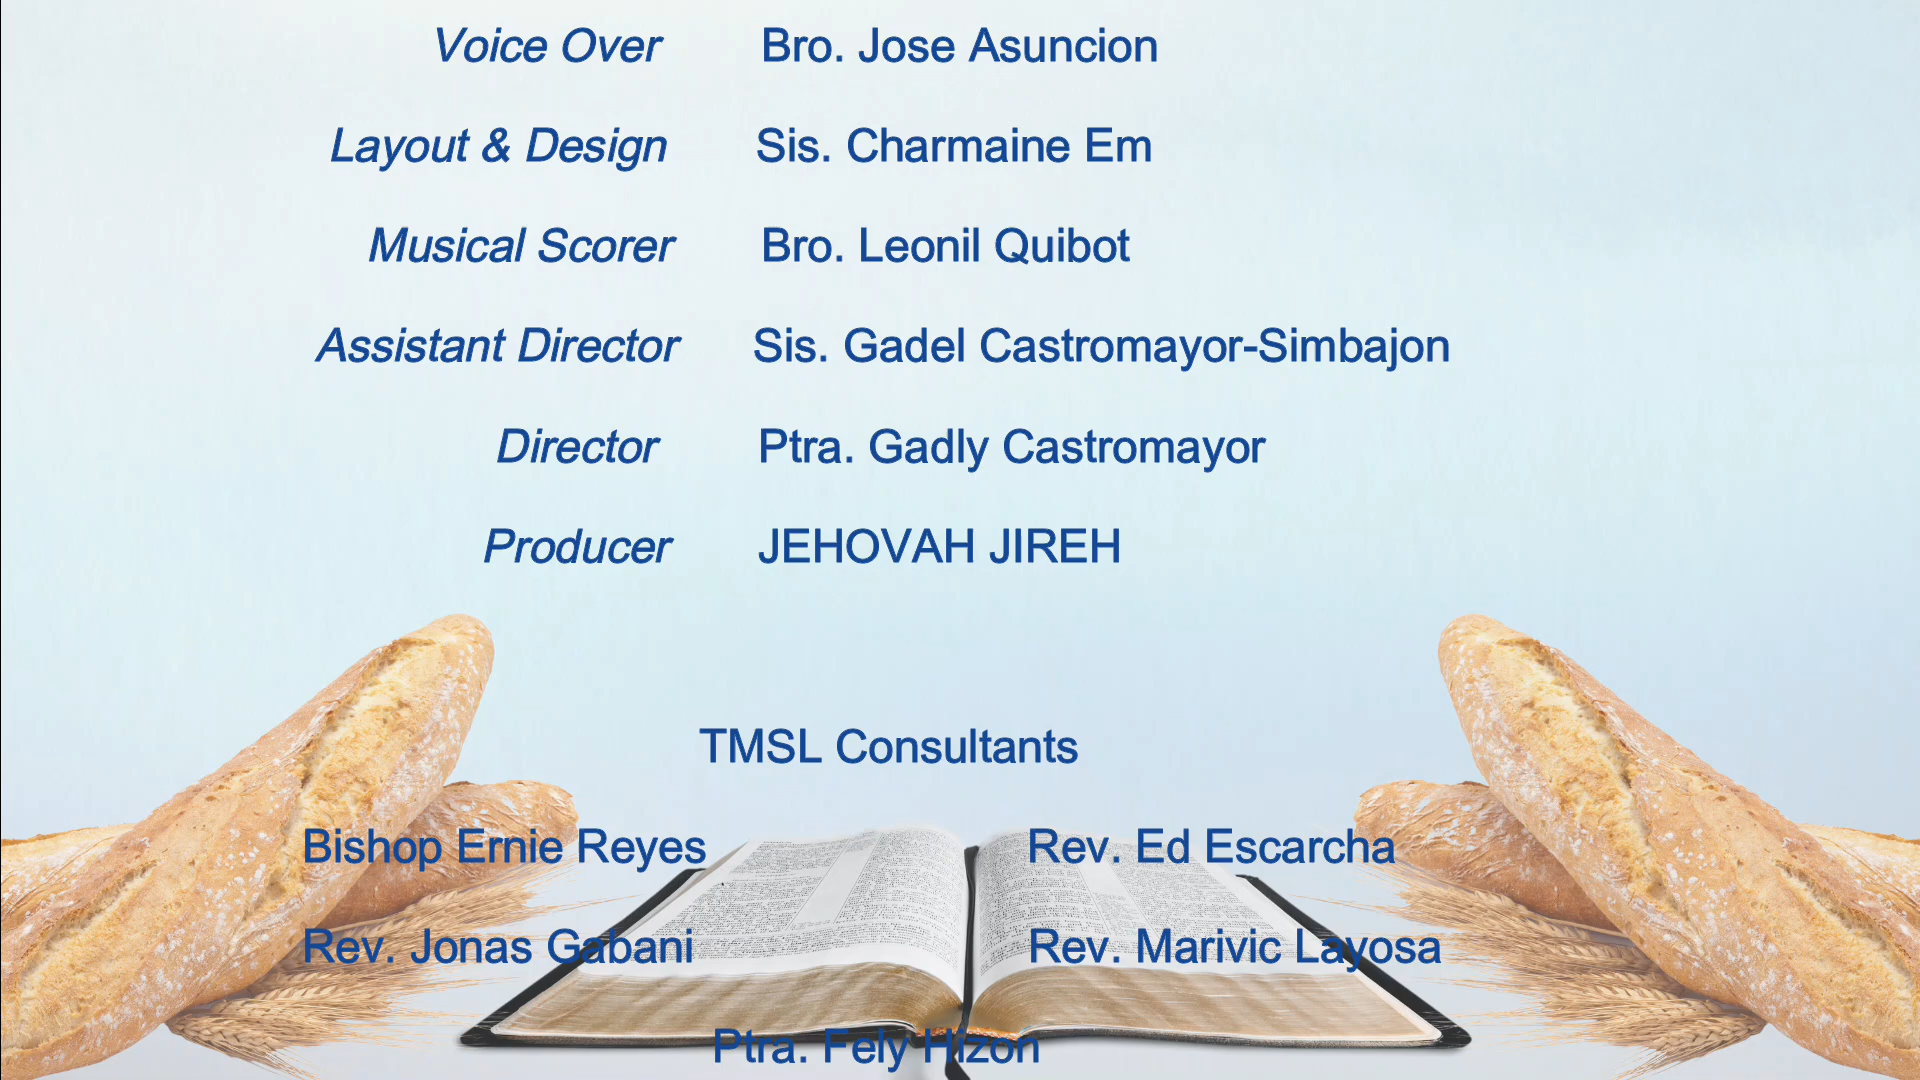 Voice Over Bro. Jose Asuncion
Layout & Design Sis. Charmaine Em
Musical Scorer Bro. Leonil Quibot
Assistant Director Sis. Gadel Castromayor-Simbajon
Director Ptra. Gadly Castromayor
Producer JEHOVAH JIREH
TMSL Consultants
Bishop Ernie Reyes Rev. Ed Escarcha
Rev. Jonas Gabani Rev. Marivic Layosa
Ptra. Fely Hizon